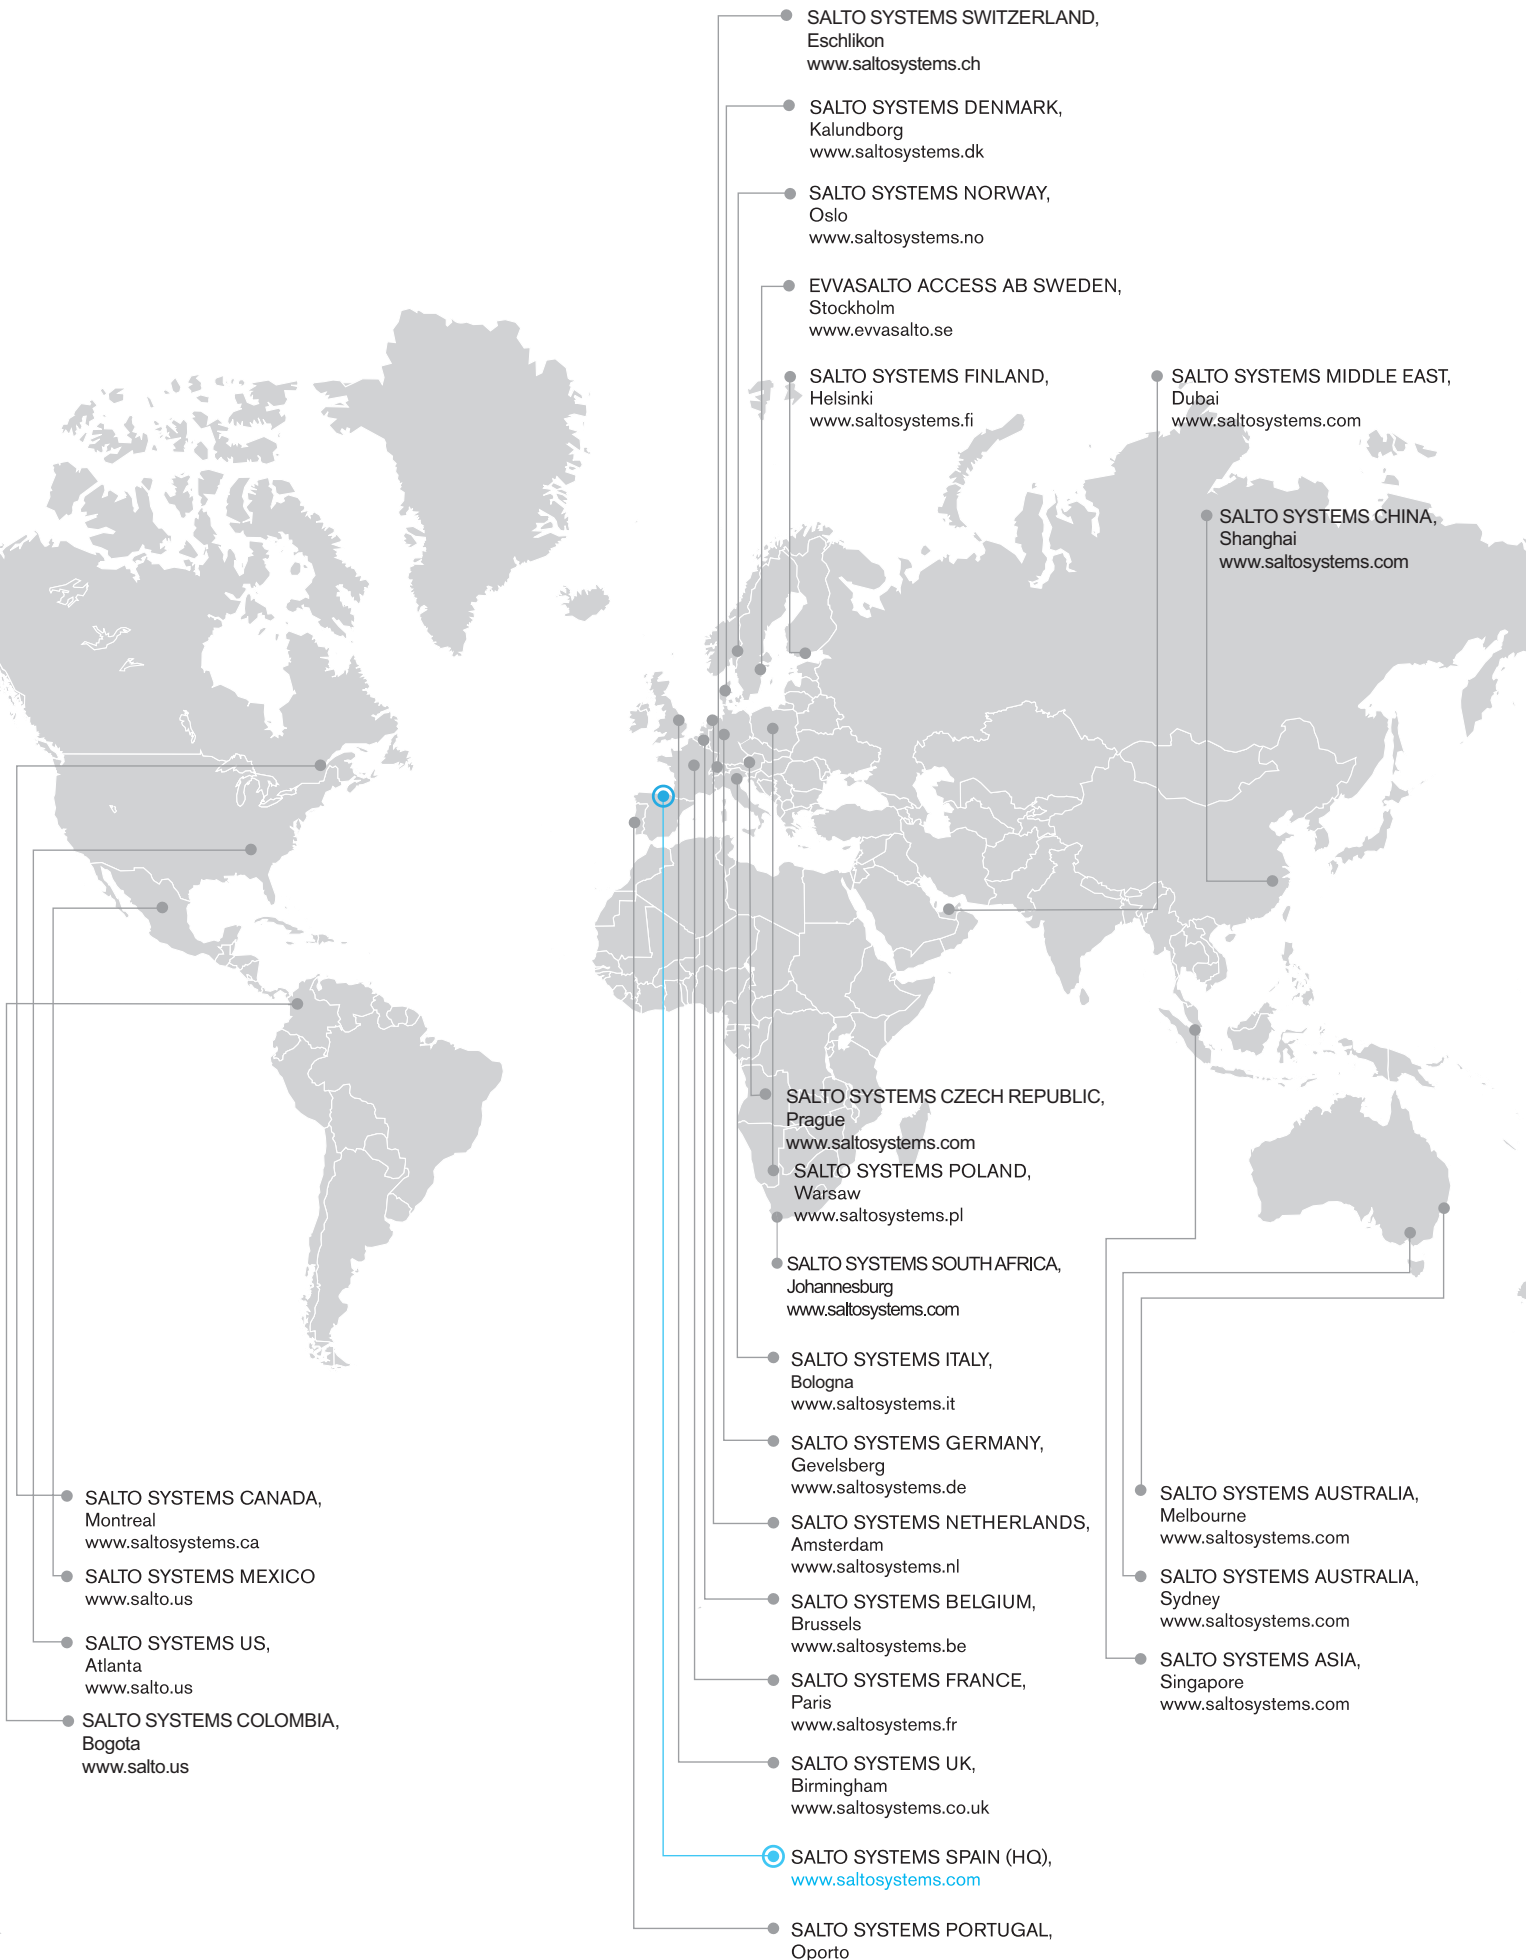 SALTO SYSTEMS SWITZERLAND,
Eschlikon
www.saltosystems.ch
SALTO SYSTEMS DENMARK,
Kalundborg
www.saltosystems.dk
SALTO SYSTEMS NORWAY,
Oslo
www.saltosystems.no
EVVASALTO ACCESS AB SWEDEN,
Stockholm
www.evvasalto.se
SALTO SYSTEMS FINLAND,
Helsinki
www.saltosystems.fi
SALTO SYSTEMS MIDDLE EAST,
Dubai
www.saltosystems.com
SALTO SYSTEMS CHINA,
Shanghai
www.saltosystems.com
SALTO SYSTEMS CZECH REPUBLIC,
Prague
www.saltosystems.com
SALTO SYSTEMS POLAND,
Warsaw
www.saltosystems.pl
SALTO SYSTEMS SOUTH AFRICA,
Johannesburg
www.saltosystems.com
SALTO SYSTEMS ITALY,
Bologna
www.saltosystems.it
SALTO SYSTEMS GERMANY,
Gevelsberg
www.saltosystems.de
SALTO SYSTEMS NETHERLANDS,
Amsterdam
www.saltosystems.nl
SALTO SYSTEMS BELGIUM,
Brussels
www.saltosystems.be
SALTO SYSTEMS FRANCE,
Paris
www.saltosystems.fr
SALTO SYSTEMS UK,
Birmingham
www.saltosystems.co.uk
SALTO SYSTEMS SPAIN (HQ),
www.saltosystems.com
SALTO SYSTEMS PORTUGAL,
Oporto
SALTO SYSTEMS CANADA,
Montreal
www.saltosystems.ca
SALTO SYSTEMS MEXICO
www.salto.us
SALTO SYSTEMS US,
Atlanta
www.salto.us
SALTO SYSTEMS COLOMBIA,
Bogota
www.salto.us
SALTO SYSTEMS AUSTRALIA,
Melbourne
www.saltosystems.com
SALTO SYSTEMS AUSTRALIA,
Sydney
www.saltosystems.com
SALTO SYSTEMS ASIA,
Singapore
www.saltosystems.com